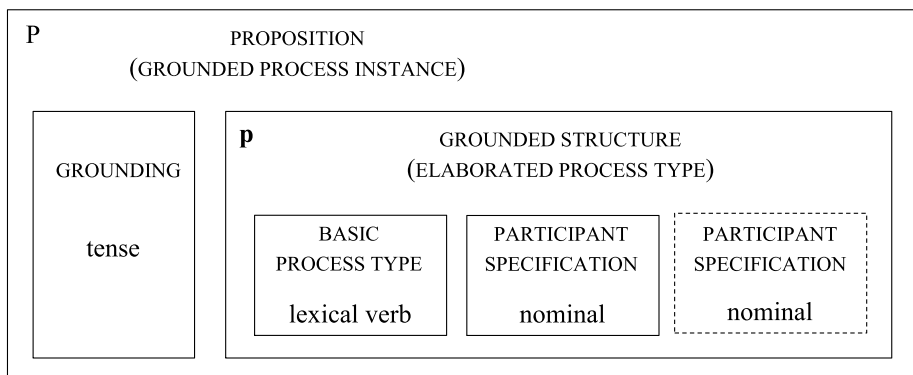 P
PROPOSITION
(GROUNDED PROCESS INSTANCE)
GROUNDING
tense
p
GROUNDED STRUCTURE
(ELABORATED PROCESS TYPE)
BASIC
PROCESS TYPE
lexical verb
PARTICIPANT
SPECIFICATION
nominal
PARTICIPANT
SPECIFICATION
nominal